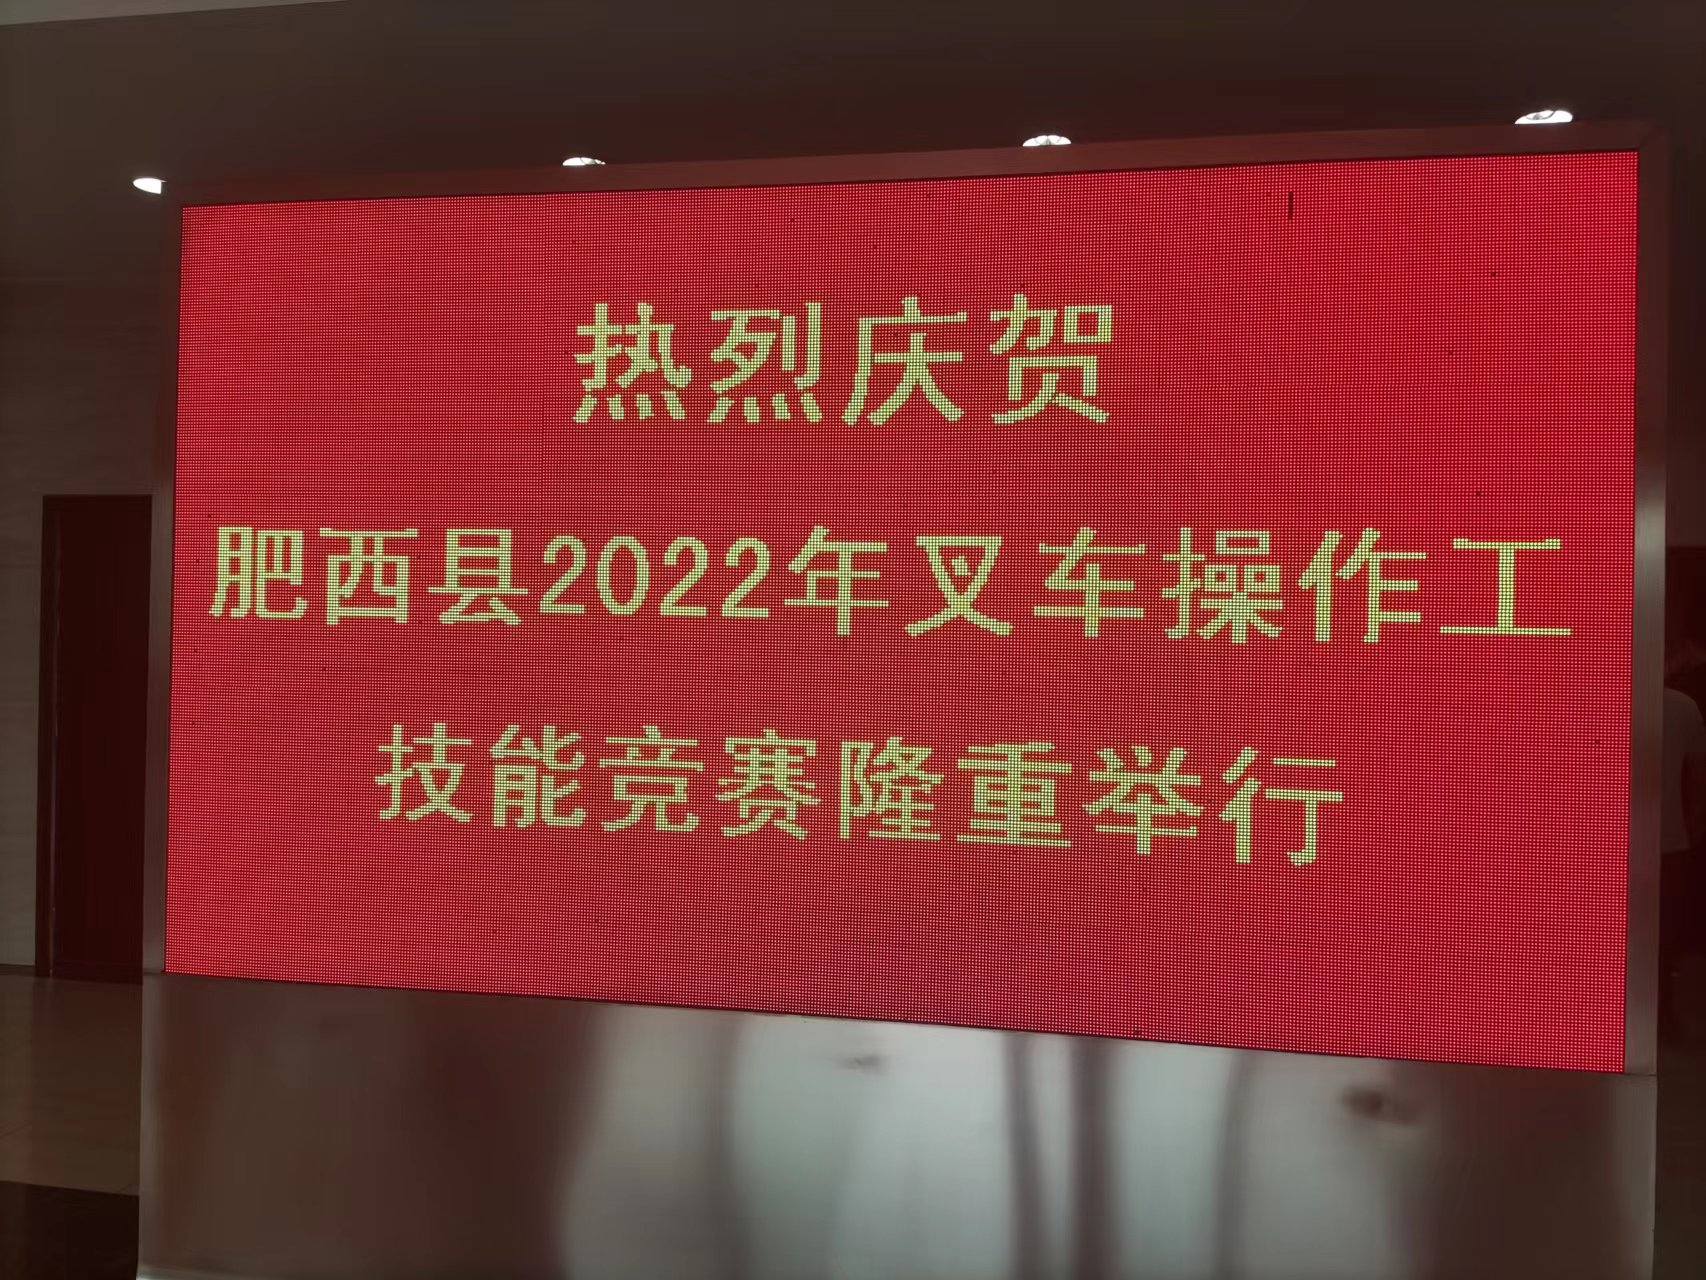 热烈庆贺
肥西县2022年叉车操作工
技能竞赛隆重举行